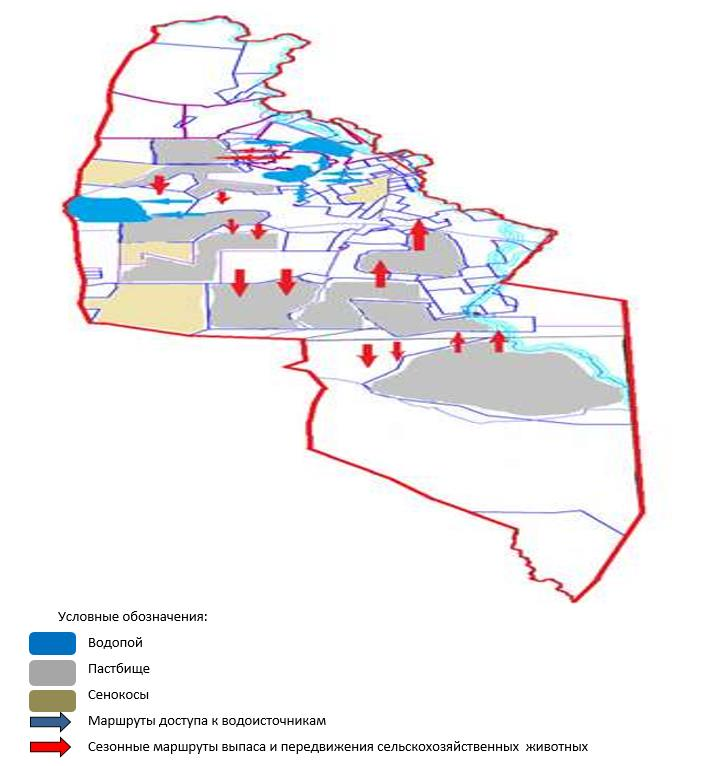 Условные обозначения:
Водопой
Пастбище
Сенокосы
Маршруты доступа к водоисточникам
Сезонные маршруты выпаса и передвижения сельскохозяйственных животных